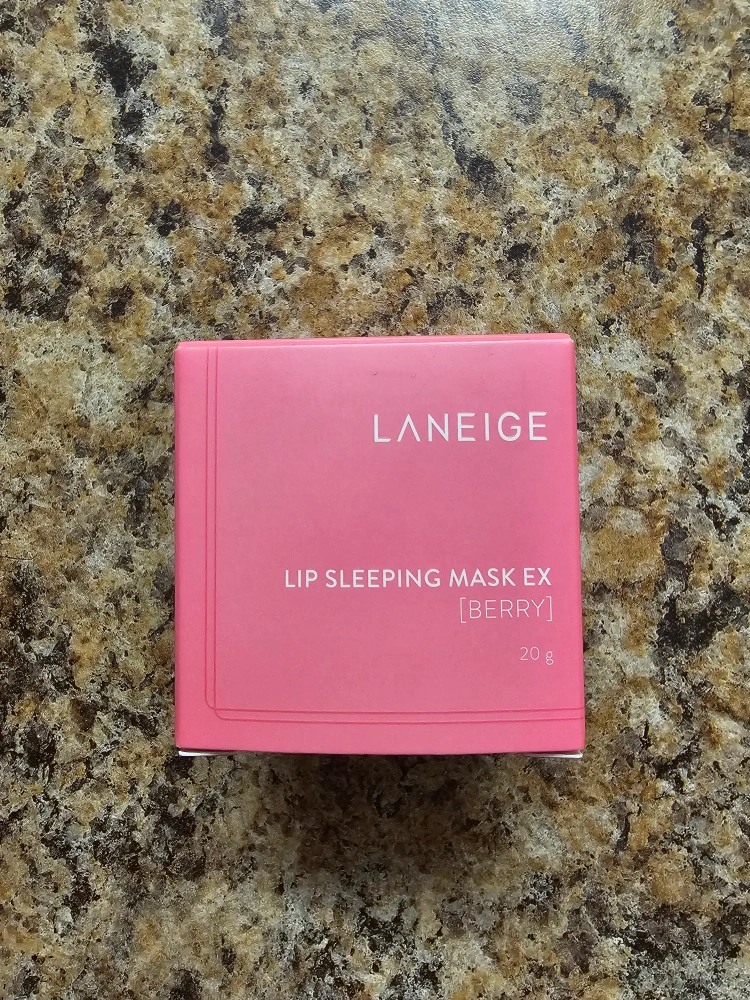 LANEIGE
LIP SLEEPING MASK EX
[BERRY]
20 g